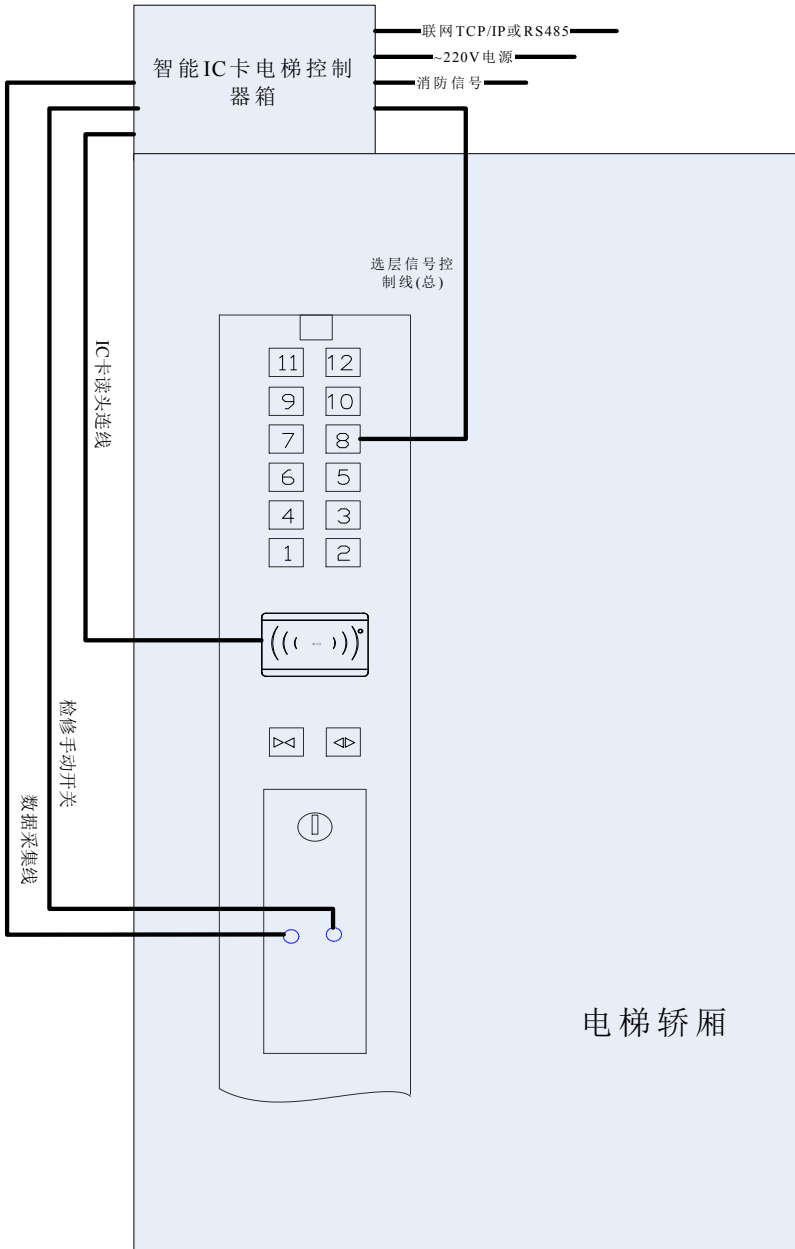 联网TCP/IP或RS485
~220V电源
消防信号
智能IC卡电梯控制
器箱
选层信号控
制线(总)
11 12
9 10
7 8
6 5
4 3
1 2
IC卡读头连线
检修手动开关
数据采集线
电梯轿厢